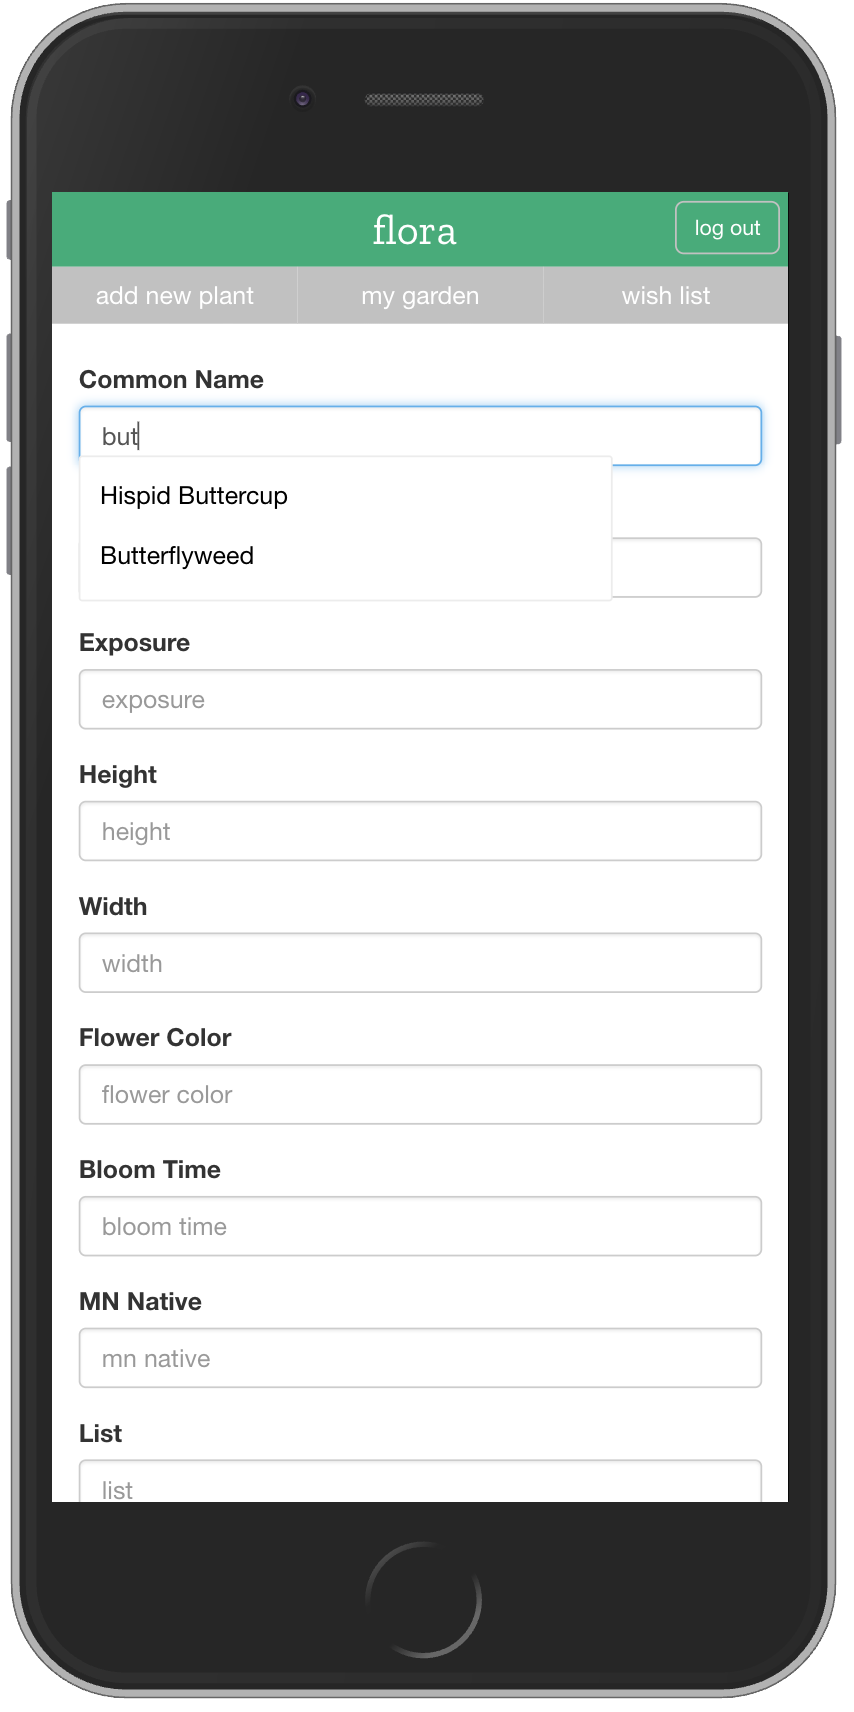 flora
log out
add new plant
my garden
wish list
Common Name
but
Hispid Buttercup
Butterflyweed
Exposure
exposure
Height
height
Width
width
Flower Color
flower color
Bloom Time
bloom time
MN Native
mn native
List
list